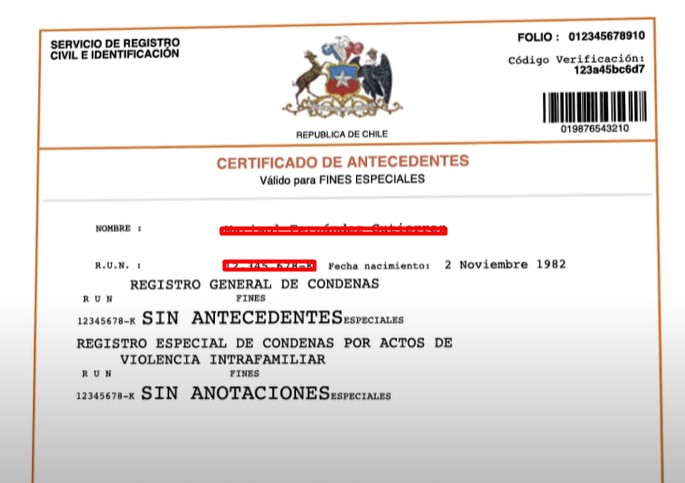 SERVICIO DE REGISTRO
CIVIL E IDENTIFICACIÓN
FOLIO : 012345678910
Código Verificación:
123a45bc6d7
019876543210
REPUBLICA DE CHILE
CERTIFICADO DE ANTECEDENTES
Válido para FINES ESPECIALES
NOMBRE :
R.U.N. : Fecha nacimiento: 2 Noviembre 1982
REGISTRO GENERAL DE CONDENAS
R U N FINES
12345678-K SIN ANTECEDENTES ESPECIALES
REGISTRO ESPECIAL DE CONDENAS POR ACTOS DE
VIOLENCIA INTRAFAMILIAR
R U N FINES
12345678-K SIN ANOTACIONES ESPECIALES